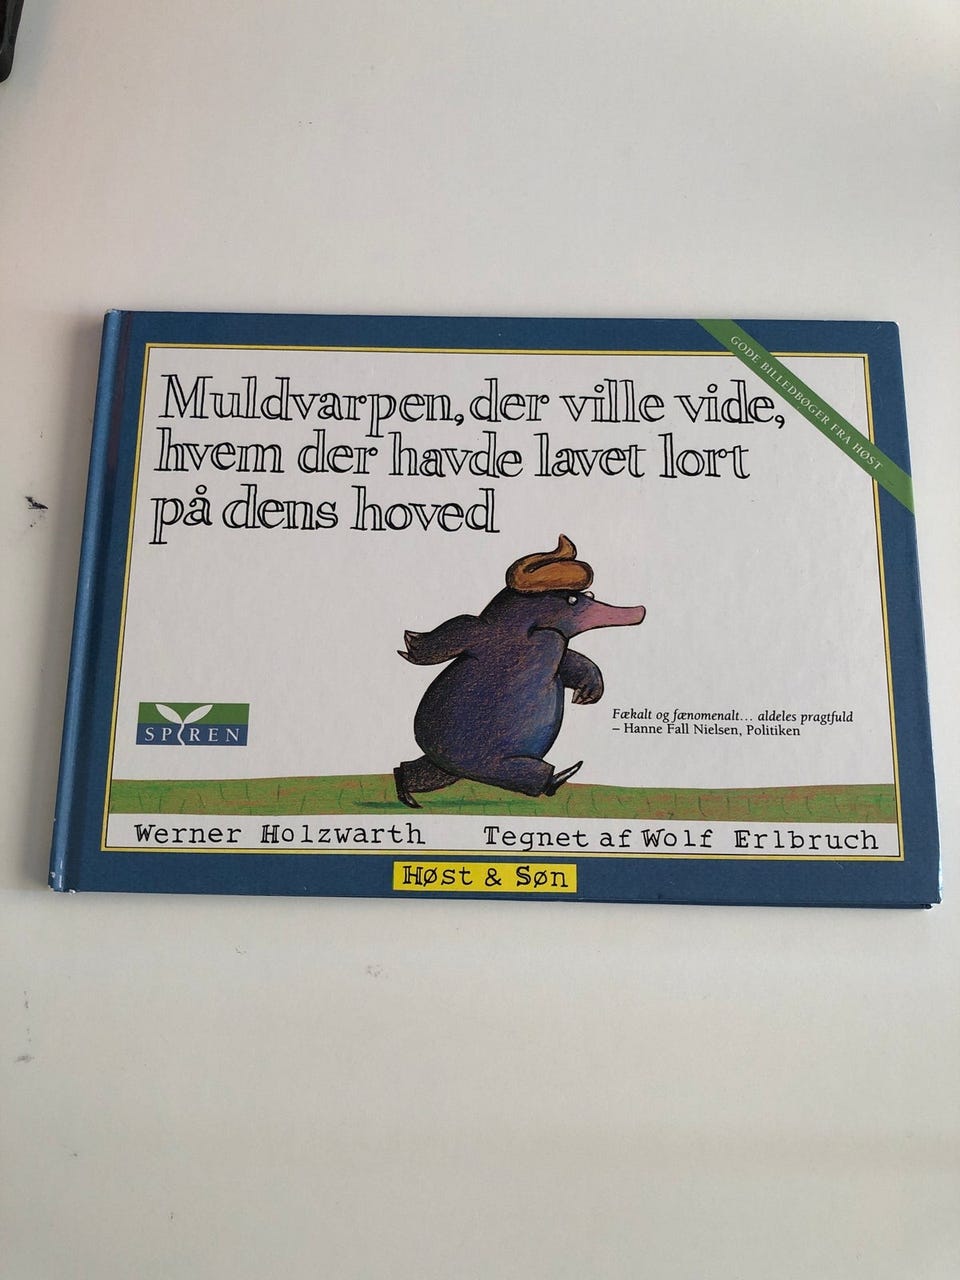 GODE BILLEDBØGER FRA HØST
Muldvarpen, der ville vide,
hvem der havde lavet lort
på dens hoved
Fækalt og fænomenalt… aldeles pragtfuld
– Hanne Fall Nielsen, Politiken
SPIREN
Werner Holzwarth Tegnet af Wolf Erlbruch
Høst & Søn